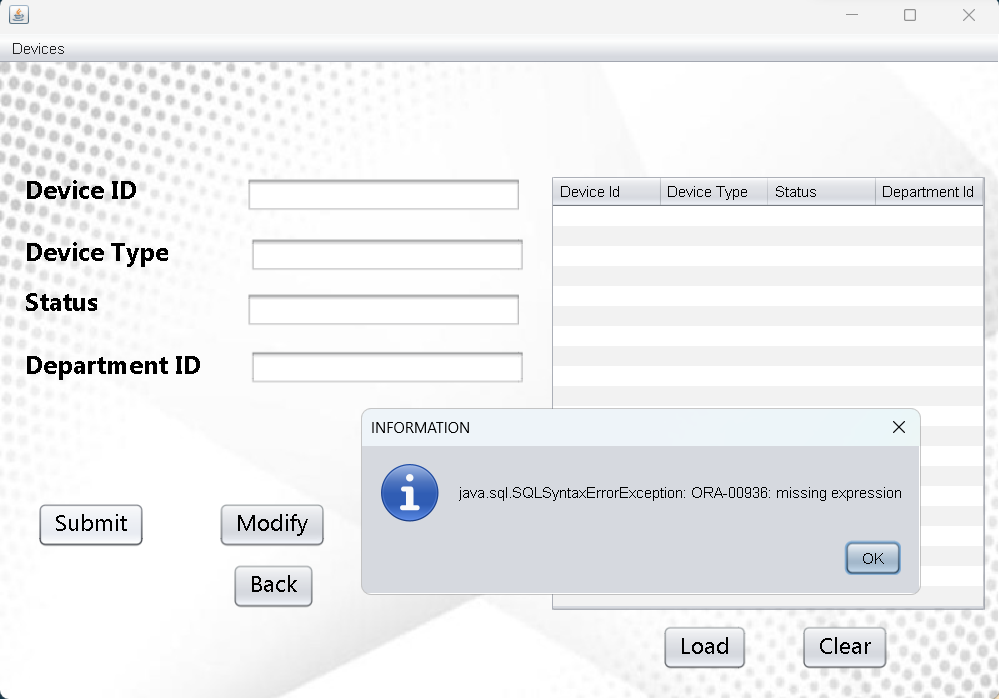 Devices
Device ID
Device Type
Status
Department ID
Device Id Device Type Status Department Id
INFORMATION
java.sql.SQLSyntaxErrorException: ORA-00936: missing expression
OK
Submit Modify
Back
Load Clear